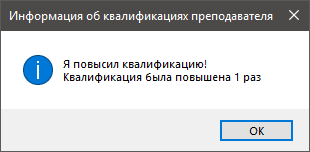 Информация об квалификациях преподавателя
Я повысил квалификацию!
Квалификация была повышена 1 раз
OK